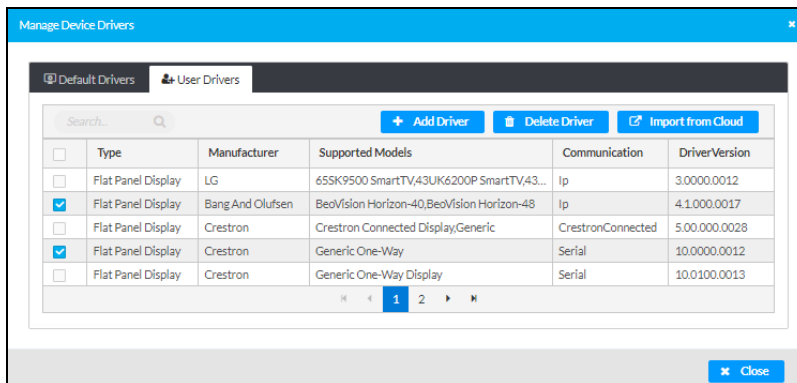 Manage Device Drivers
Default Drivers User Drivers
Search... Add Driver Delete Driver Import from Cloud
Type Manufacturer Supported Models Communication DriverVersion
Flat Panel Display LG 65SK9500 SmartTV,43UK6200P SmartTV,43... Ip 3.0000.0012
Flat Panel Display Bang And Olufsen BeoVision Horizon-40,BeoVision Horizon-48 Ip 4.1.000.0017
Flat Panel Display Crestron Crestron Connected Display,Generic CrestronConnected 5.00.000.0028
Flat Panel Display Crestron Generic One-Way Serial 10.0000.0012
Flat Panel Display Crestron Generic One-Way Display Serial 10.0100.0013
1 2
Close